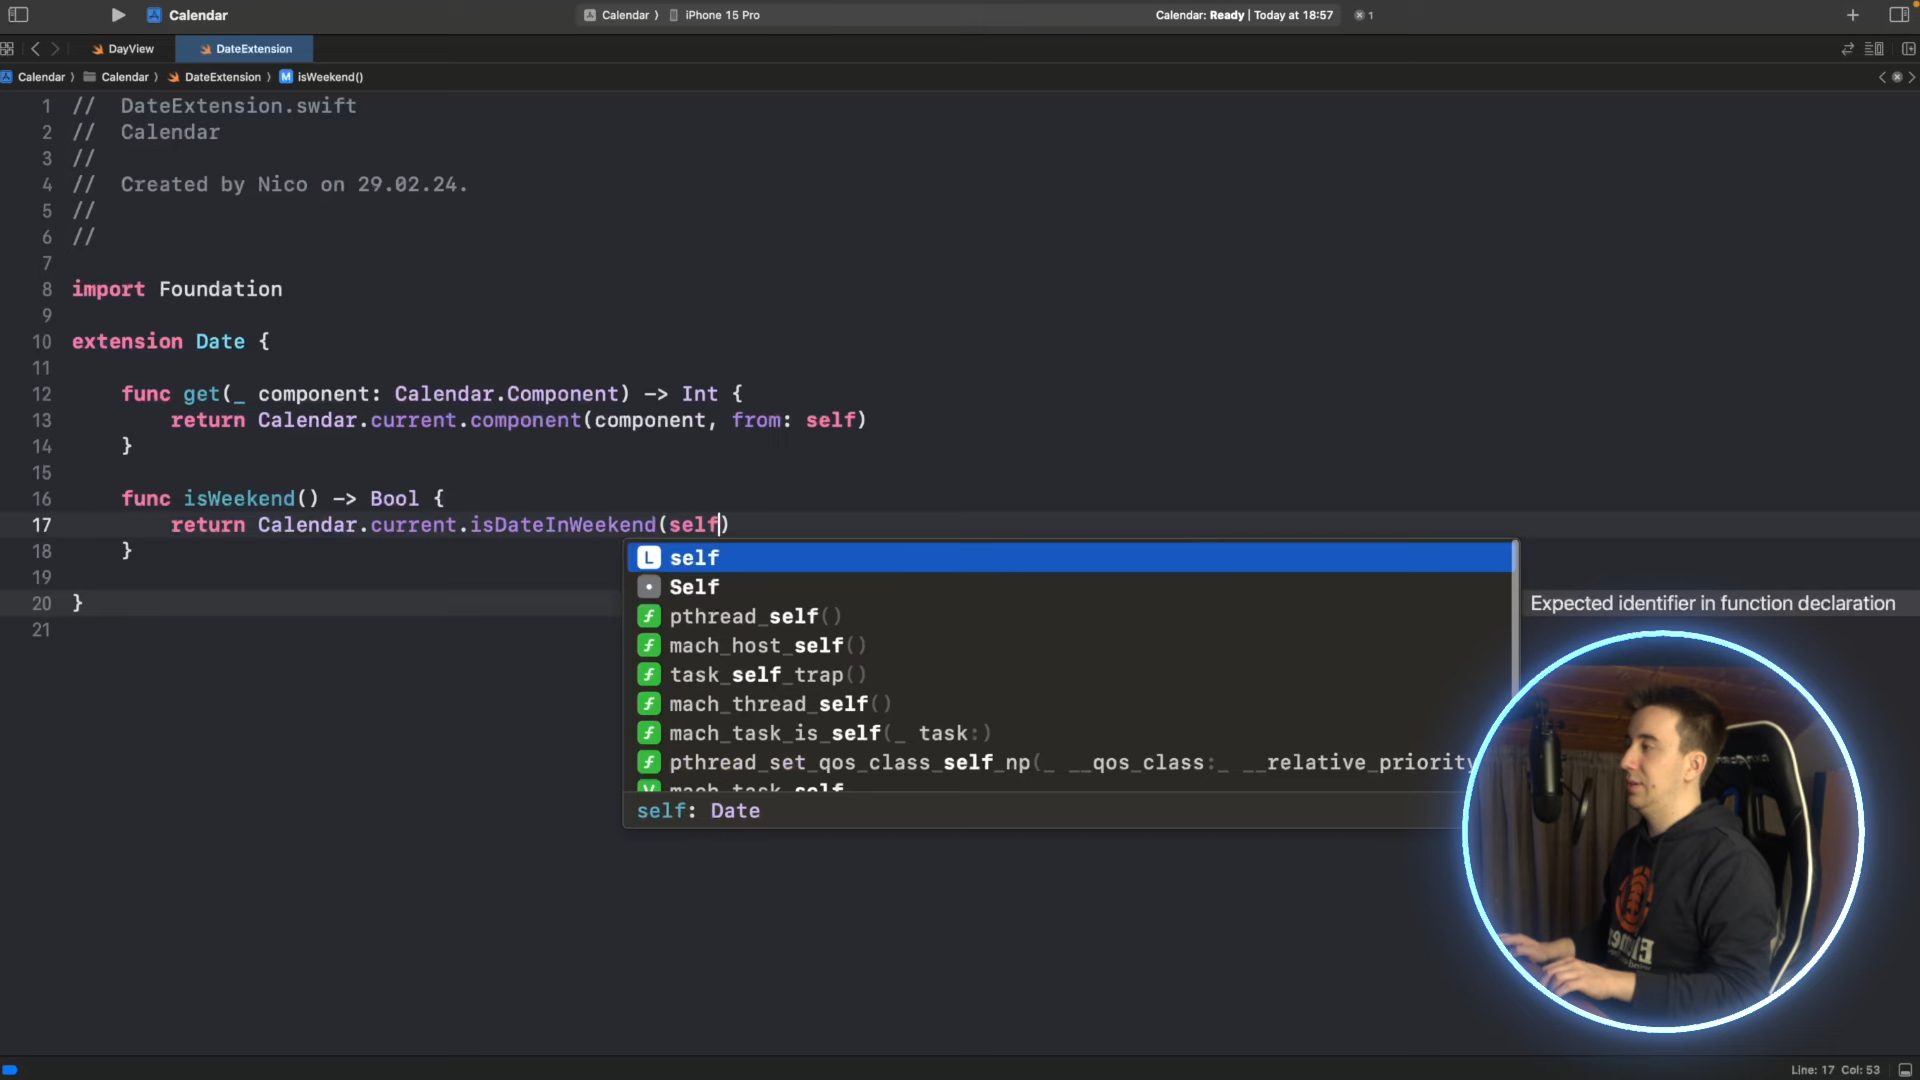 Calendar
Calendar 〉 iPhone 15 Pro
Calendar: Ready | Today at 18:57
1
DayView
DateExtension
Calendar 〉 Calendar 〉 DateExtension 〉 M isWeekend()
1 // DateExtension.swift
2 // Calendar
3 //
4 // Created by Nico on 29.02.24.
5 //
6 //
7
8 import Foundation
9
10 extension Date {
11
12 func get(_ component: Calendar.Component) -> Int {
13 return Calendar.current.component(component, from: self)
14 }
15
16 func isWeekend() -> Bool {
17 return Calendar.current.isDateInWeekend(self)
18 }
19
20 }
Expected identifier in function declaration
21
L self
Self
f pthread_self()
f mach_host_self()
f task_self_trap()
f mach_thread_self()
f mach_task_is_self(_ task:)
f pthread_set_qos_class_self_np(_ __qos_class:_ __relative_priority
V mach_task_self
self: Date
Line: 17 Col: 53